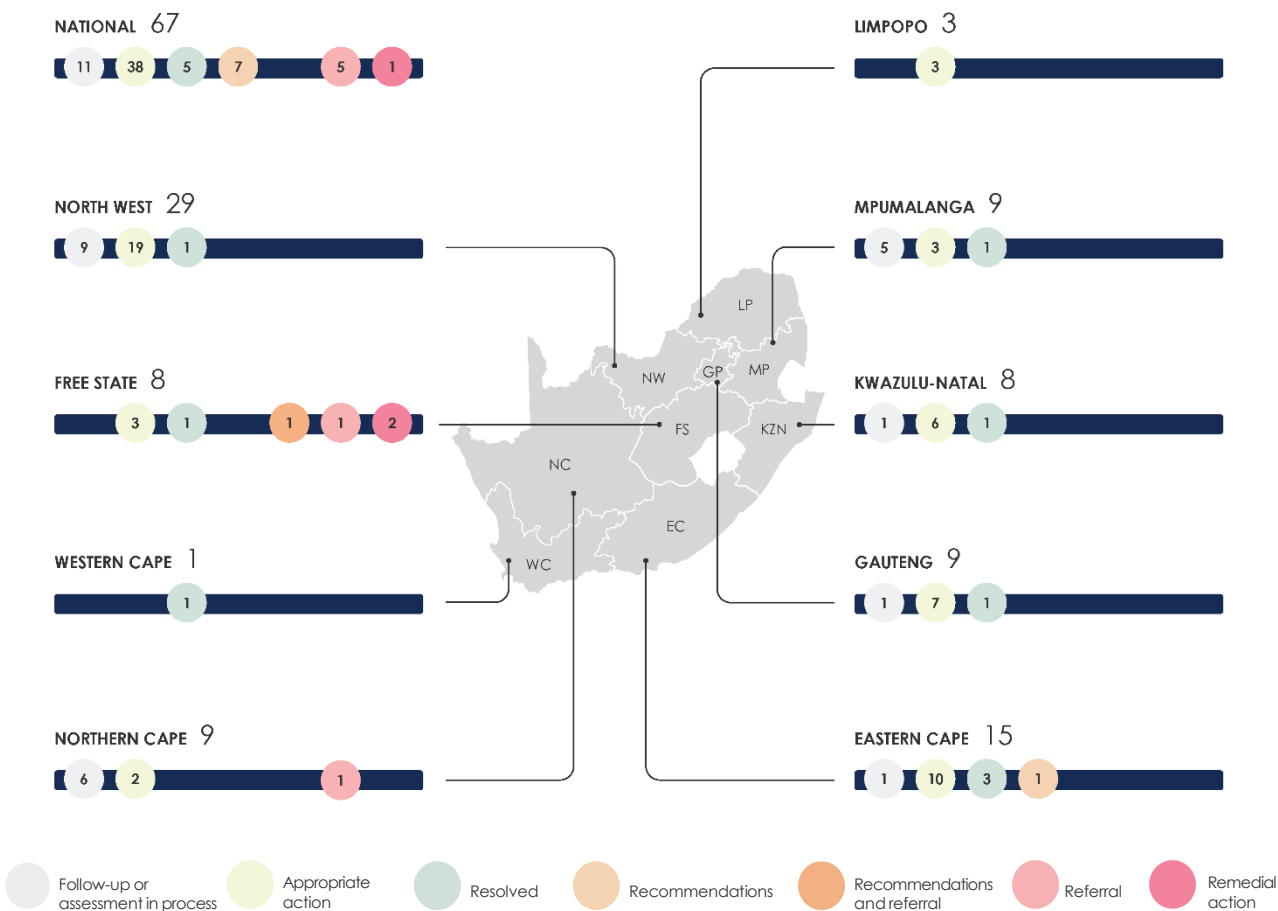 NATIONAL 67
11 38 5 7 5 1
NORTH WEST 29
9 19 1
FREE STATE 8
3 1 1 1 2
WESTERN CAPE 1
1
NORTHERN CAPE 9
6 2 1
LIMPOPO 3
3
MPUMALANGA 9
5 3 1
KWAZULU-NATAL 8
1 6 1
GAUTENG 9
1 7 1
EASTERN CAPE 15
1 10 3 1
LP
NW
GP
MP
FS
KZN
NC
EC
WC
Follow-up or
assessment in process
Appropriate
action
Resolved
Recommendations
Recommendations
and referral
Referral
Remedial
action